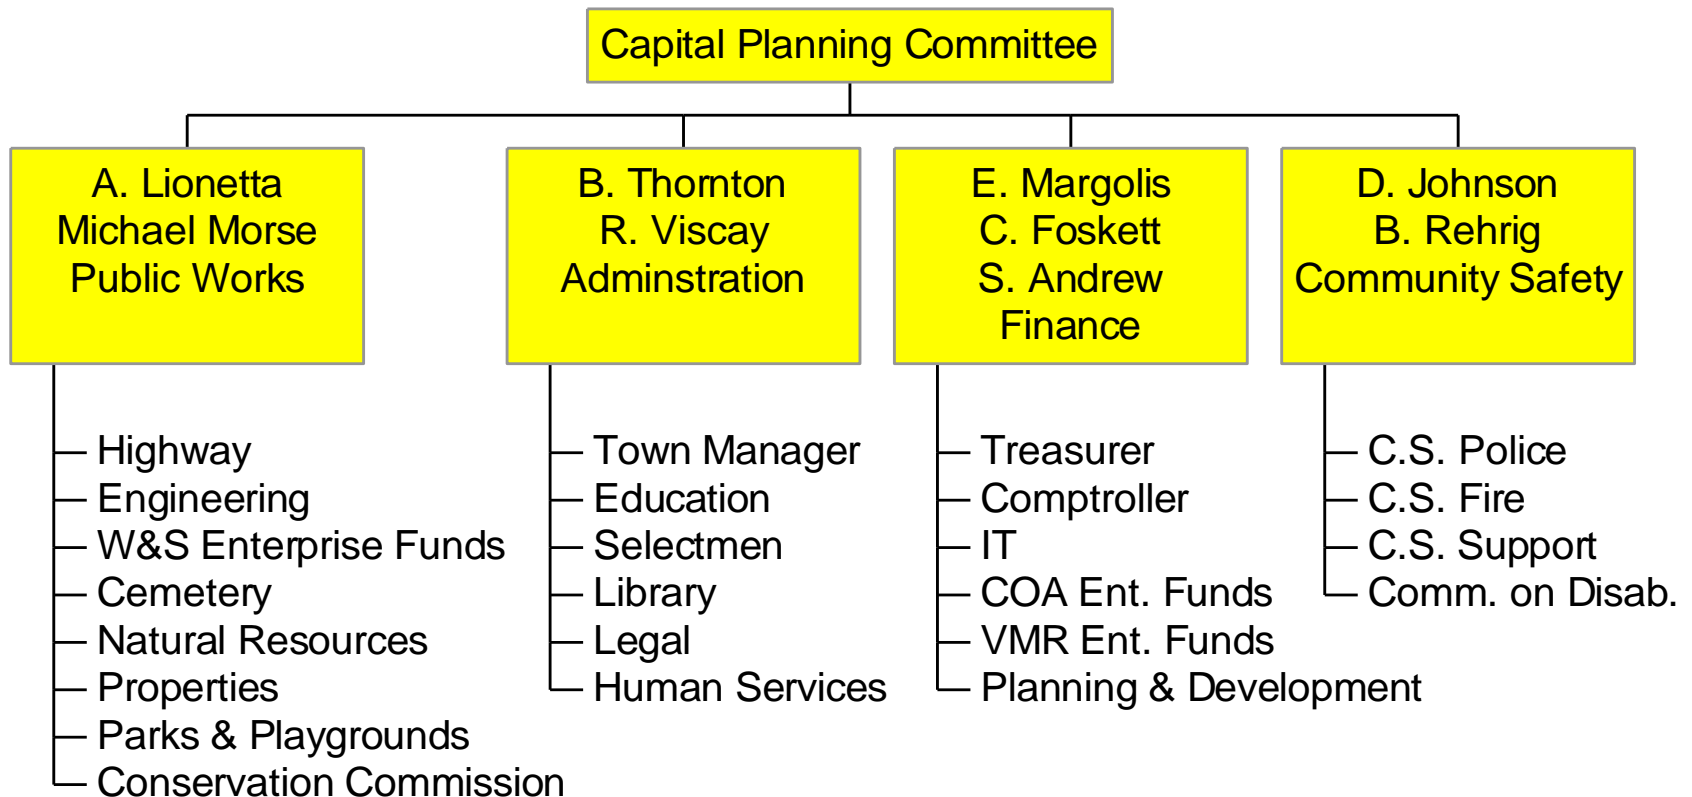 Capital Planning Committee
A. Lionetta
Michael Morse
Public Works
B. Thornton
R. Viscay
Adminstration
E. Margolis
C. Foskett
S. Andrew
Finance
D. Johnson
B. Rehrig
Community Safety
Highway
Engineering
W&S Enterprise Funds
Cemetery
Natural Resources
Properties
Parks & Playgrounds
Conservation Commission
Town Manager
Education
Selectmen
Library
Legal
Human Services
Treasurer
Comptroller
IT
COA Ent. Funds
VMR Ent. Funds
Planning & Development
C.S. Police
C.S. Fire
C.S. Support
Comm. on Disab.